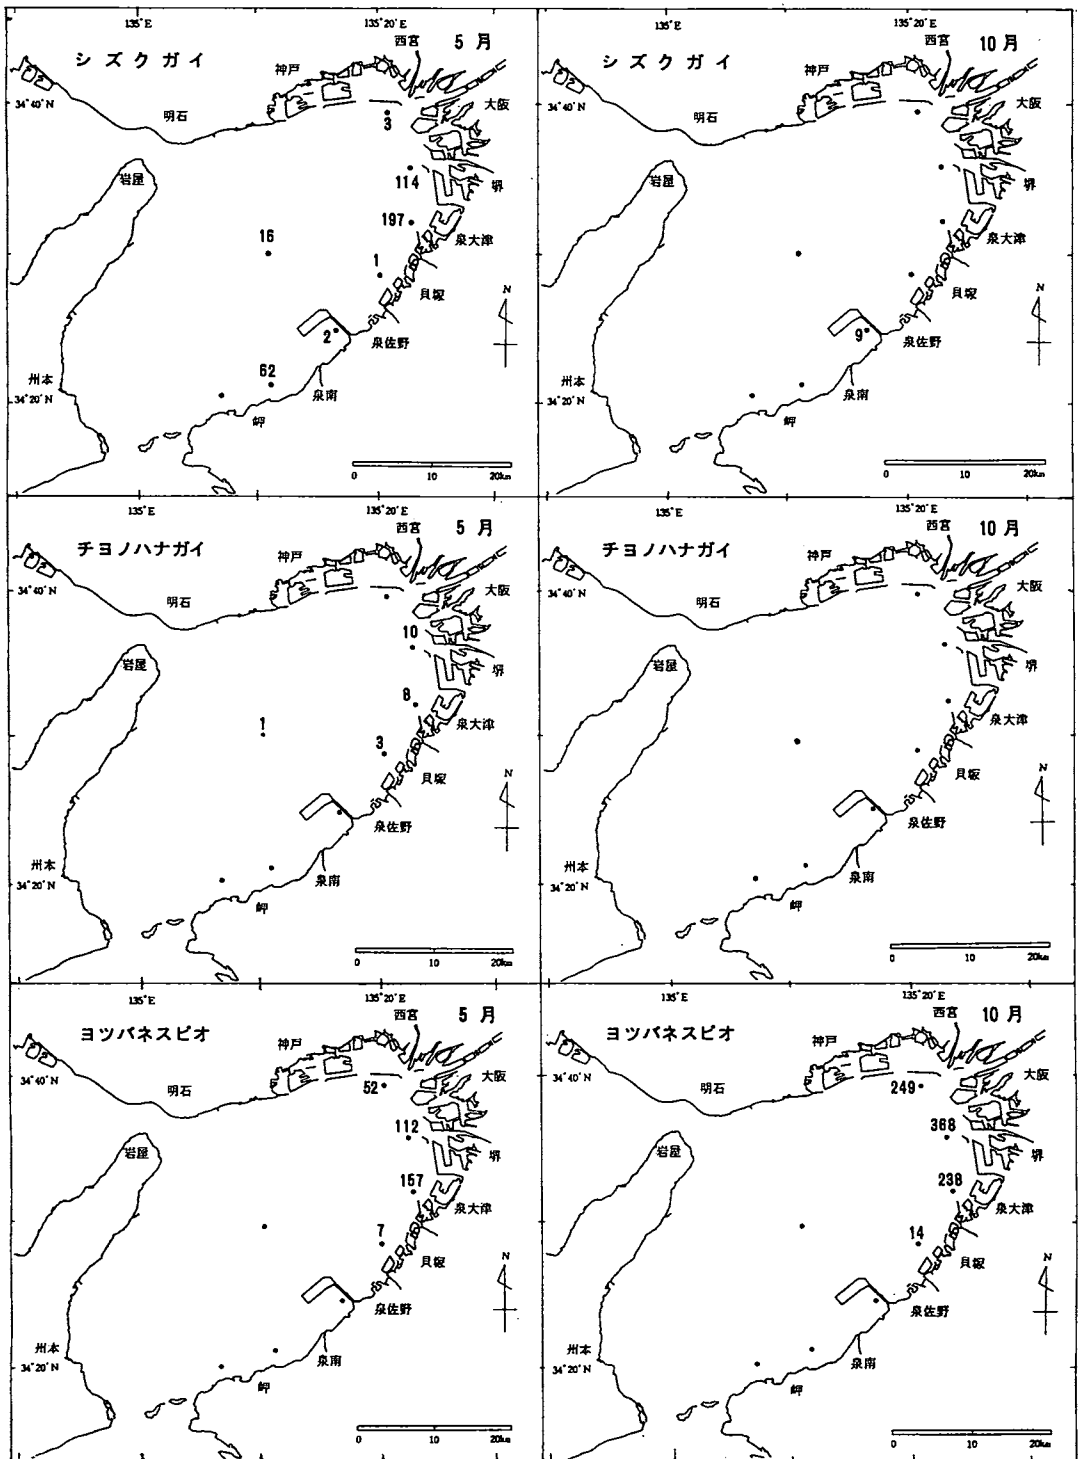 135°E
135°20'E
西宮
5 月
シ ズ ク ガ イ
神戸
34°40'N
明石
大阪
3
岩屋
114
堺
197
泉大津
16
1
貝塚
N
2
泉佐野
62
州本
34°20'N
泉南
岬
0
10
20km
135°E
135°20'E
西宮
10 月
シ ズ ク ガ イ
神戸
34°40'N
明石
大阪
岩屋
堺
泉大津
貝塚
N
9
泉佐野
州本
34°20'N
泉南
岬
0
10
20km
135°E
135°20'E
西宮
5 月
チヨノハナガイ
神戸
34°40'N
明石
大阪
10
岩屋
堺
8
泉大津
1
3
貝塚
N
泉佐野
州本
34°20'N
泉南
岬
0
10
20km
135°E
135°20'E
西宮
10 月
チヨノハナガイ
神戸
34°40'N
明石
大阪
岩屋
堺
泉大津
貝塚
N
泉佐野
州本
34°20'N
泉南
岬
0
10
20km
135°E
135°20'E
西宮
5 月
ヨツバネスピオ
神戸
34°40'N
明石
52
大阪
112
岩屋
堺
157
泉大津
7
貝塚
N
泉佐野
州本
34°20'N
泉南
岬
0
10
20km
135°E
135°20'E
西宮
10 月
ヨツバネスピオ
神戸
34°40'N
明石
249
大阪
368
岩屋
堺
238
泉大津
14
貝塚
N
泉佐野
州本
34°20'N
泉南
岬
0
10
20km